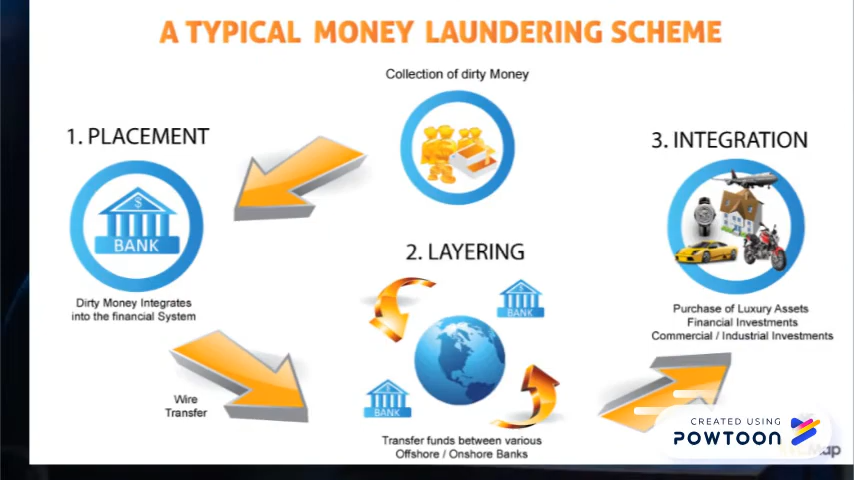 A TYPICAL MONEY LAUNDERING SCHEME
Collection of dirty Money
1. PLACEMENT
BANK
Dirty Money Integrates
into the financial System
Wire
Transfer
2. LAYERING
BANK
BANK
Transfer funds between various
Offshore / Onshore Banks
3. INTEGRATION
Purchase of Luxury Assets
Financial Investments
Commercial / Industrial Investments
CREATED USING
POWTOON